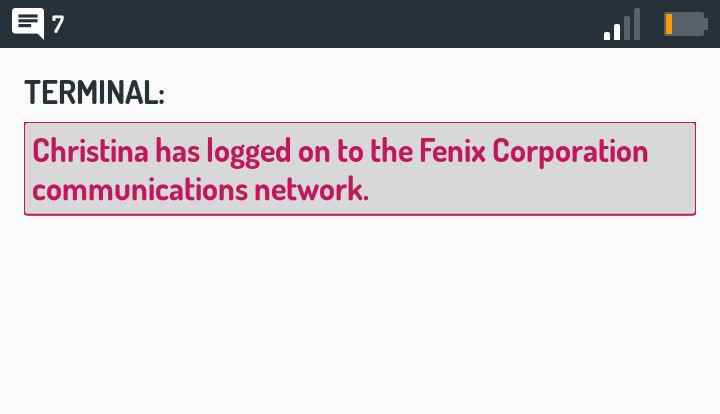 7
TERMINAL:
Christina has logged on to the Fenix Corporation
communications network.